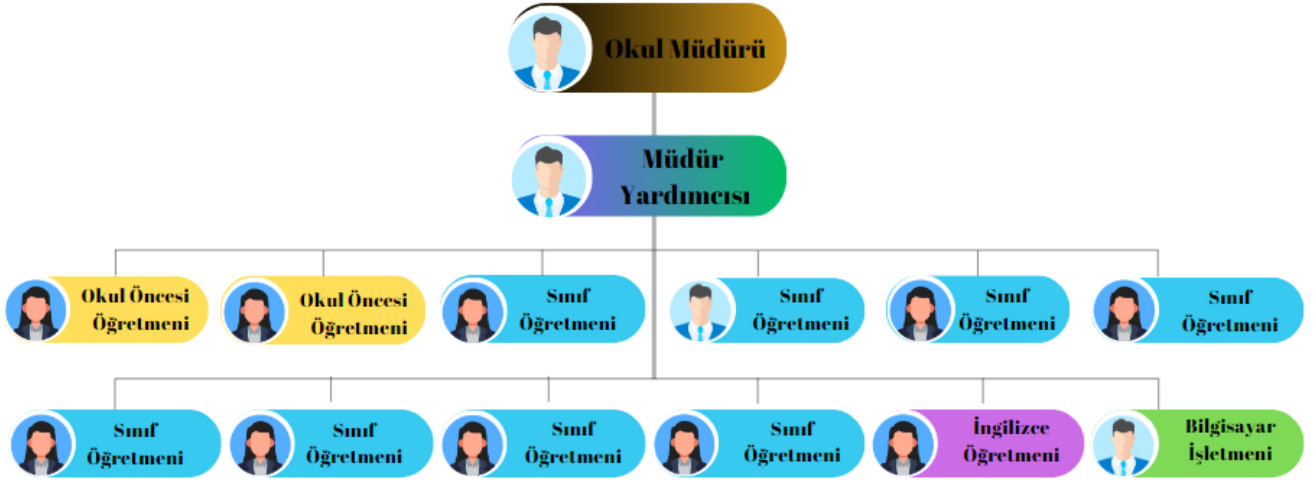 Okul Müdürü
Müdür
Yardımcısı
Okul Öncesi
Öğretmeni
Okul Öncesi
Öğretmeni
Sınıf
Öğretmeni
Sınıf
Öğretmeni
Sınıf
Öğretmeni
Sınıf
Öğretmeni
Sınıf
Öğretmeni
Sınıf
Öğretmeni
Sınıf
Öğretmeni
Sınıf
Öğretmeni
İngilizce
Öğretmeni
Bilgisayar
İşletmeni